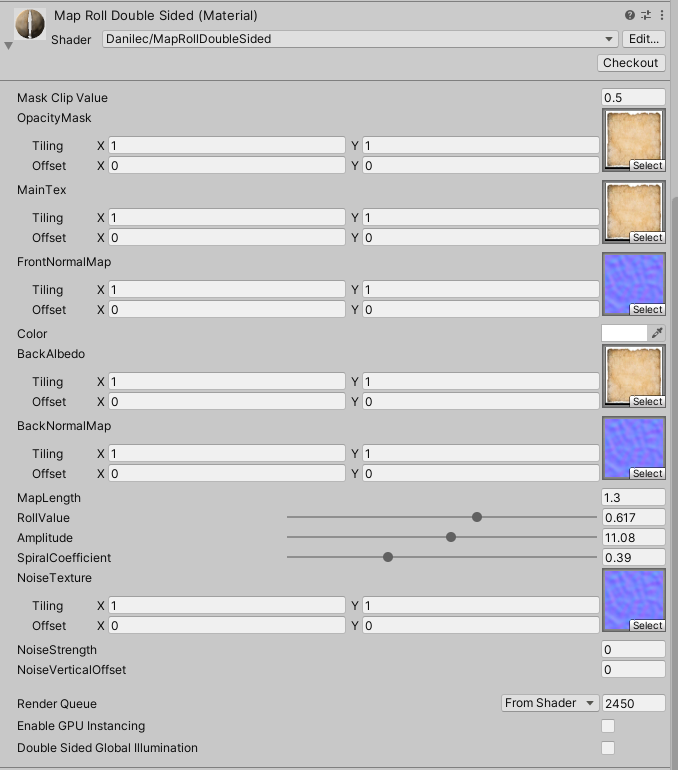 Map Roll Double Sided (Material)
Shader Danilec/MapRollDoubleSided Edit...
Checkout
Mask Clip Value 0.5
OpacityMask
Tiling X 1 Y 1
Offset X 0 Y 0 Select
MainTex
Tiling X 1 Y 1
Offset X 0 Y 0 Select
FrontNormalMap
Tiling X 1 Y 1
Offset X 0 Y 0 Select
Color
BackAlbedo
Tiling X 1 Y 1
Offset X 0 Y 0 Select
BackNormalMap
Tiling X 1 Y 1
Offset X 0 Y 0 Select
MapLength 1.3
RollValue 0.617
Amplitude 11.08
SpiralCoefficient 0.39
NoiseTexture
Tiling X 1 Y 1
Offset X 0 Y 0 Select
NoiseStrength 0
NoiseVerticalOffset 0
Render Queue From Shader 2450
Enable GPU Instancing
Double Sided Global Illumination